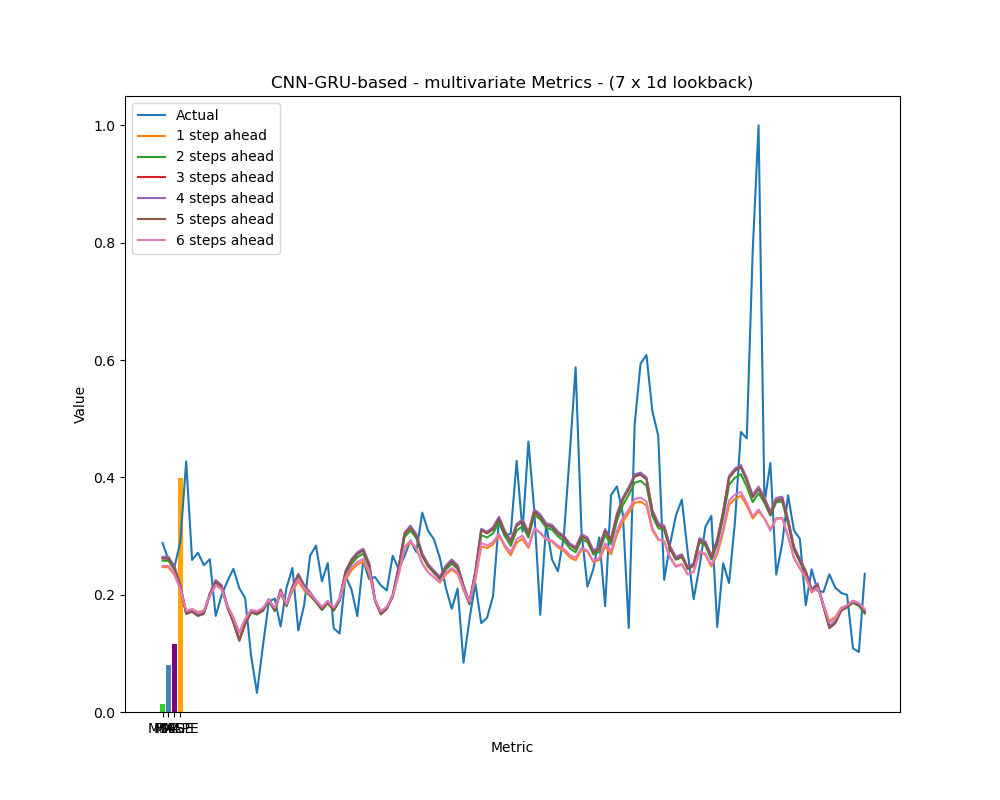 CNN-GRU-based - multivariate Metrics - (7 x 1d lookback)
Actual
1 step ahead
2 steps ahead
3 steps ahead
4 steps ahead
5 steps ahead
6 steps ahead
1.0
0.8
0.6
0.4
0.2
0.0
Value
Metric